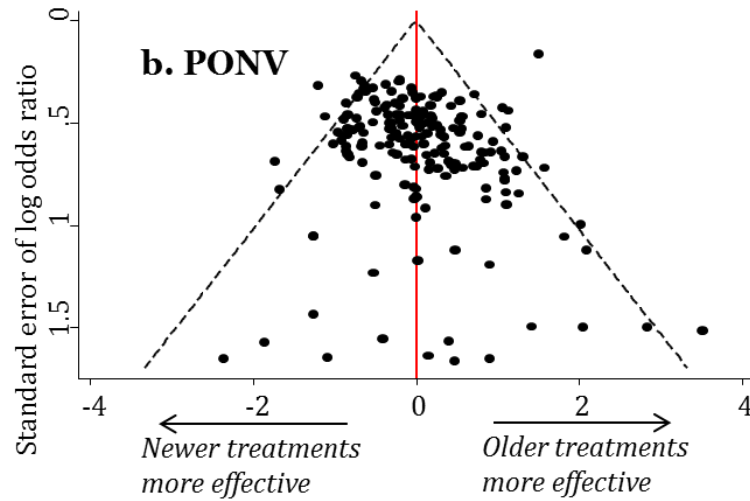 b. PONV
Standard error of log odds ratio
0
.5
1
1.5
-4
-2
0
2
4
Newer treatments
more effective
Older treatments
more effective